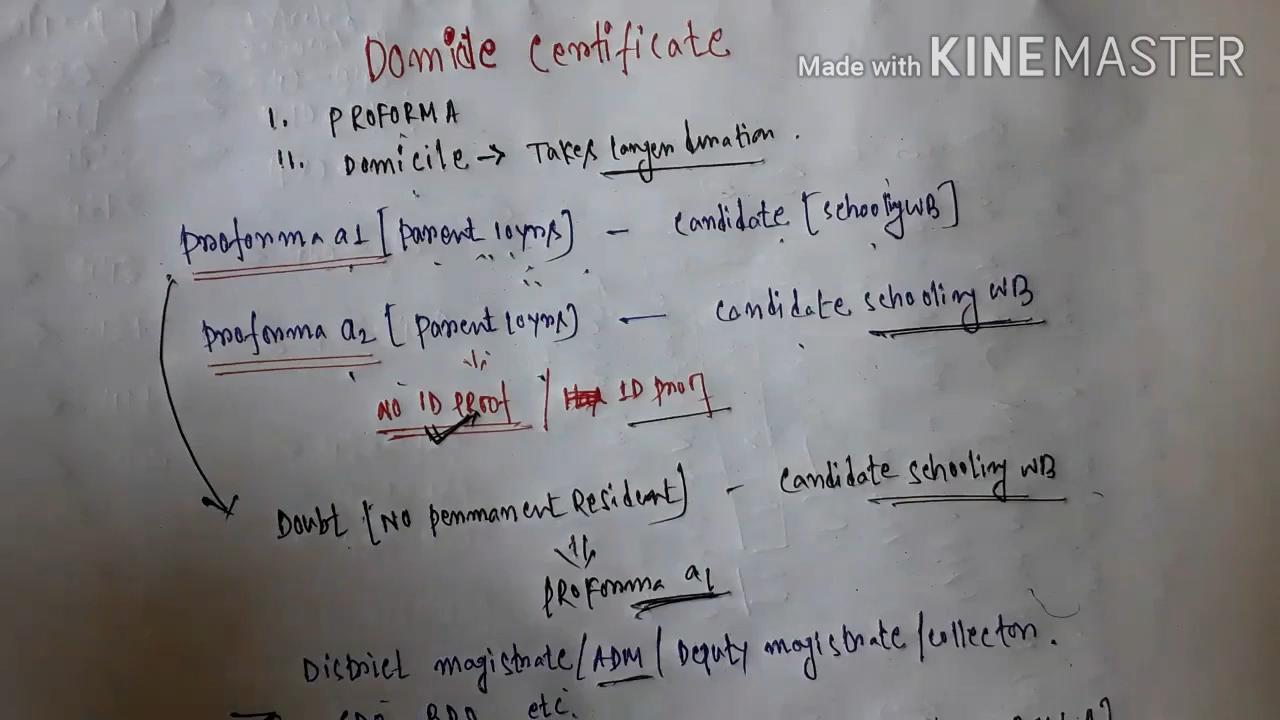 Domicile Certificate
Made with KINEMASTER
I. PROFORMA
II. DOMICILE → Takes longer duration.
proforma a1 [parent 10yrs] - candidate [schooling WB]
proforma a2 [parent 10yrs] - candidate schooling WB
NO ID PROOF / ID proof
Doubt [NO permanent Resident] - candidate schooling WB
PROForma a1
District magistrate/ADM/Deputy magistrate/collector.
BDO etc.